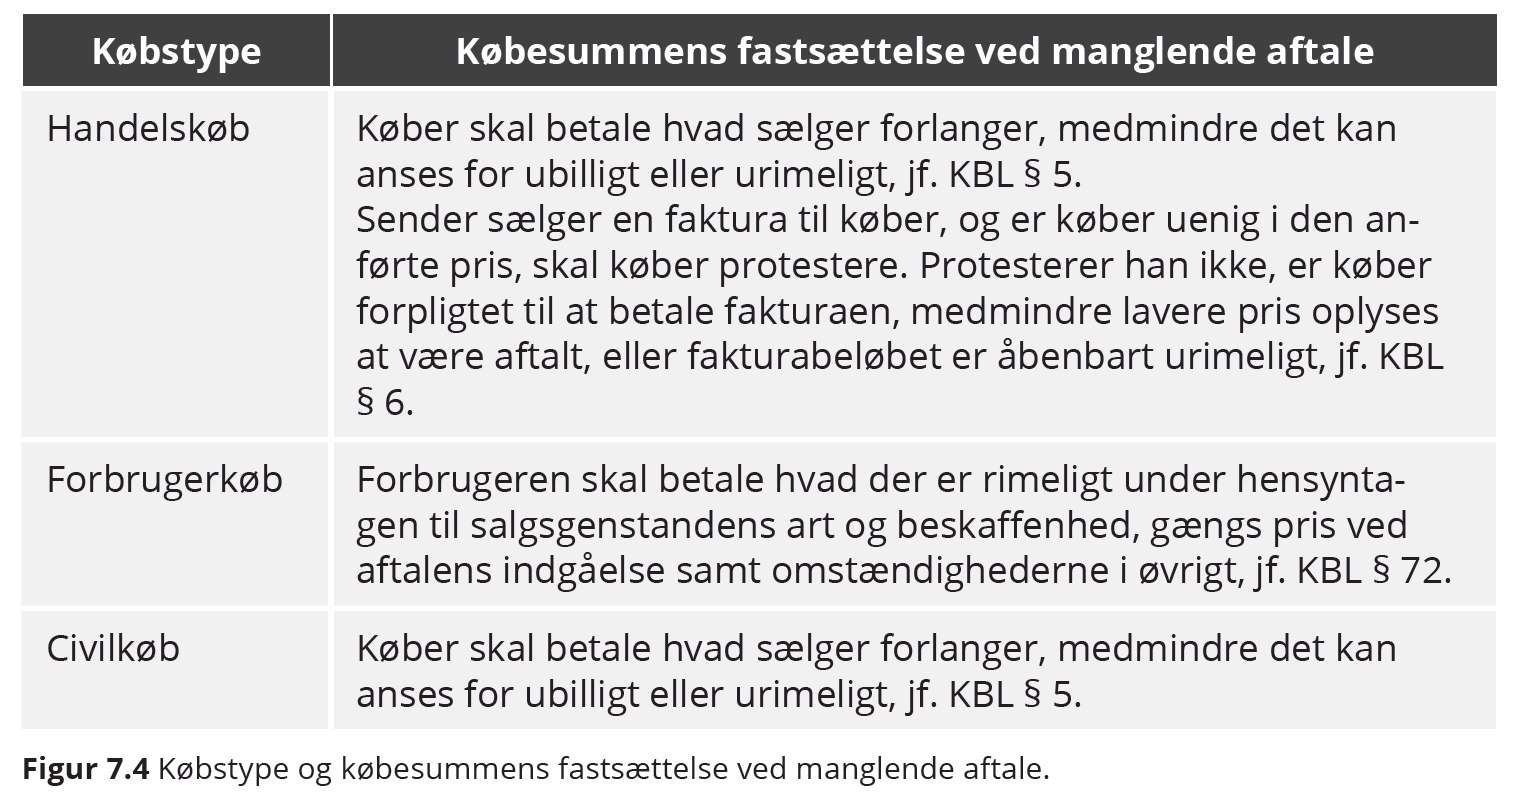 Købstype
Købesummens fastsættelse ved manglende aftale
Handelskøb
Køber skal betale hvad sælger forlanger, medmindre det kan
anses for ubilligt eller urimeligt, jf. KBL § 5.
Sender sælger en faktura til køber, og er køber uenig i den an-
førte pris, skal køber protestere. Protesterer han ikke, er køber
forpligtet til at betale fakturaen, medmindre lavere pris oplyses
at være aftalt, eller fakturabeløbet er åbenbart urimeligt, jf. KBL
§ 6.
Forbrugerkøb
Forbrugeren skal betale hvad der er rimeligt under hensynta-
gen til salgsgenstandens art og beskaffenhed, gængs pris ved
aftalens indgåelse samt omstændighederne i øvrigt, jf. KBL § 72.
Civilkøb
Køber skal betale hvad sælger forlanger, medmindre det kan
anses for ubilligt eller urimeligt, jf. KBL § 5.
Figur 7.4 Købstype og købesummens fastsættelse ved manglende aftale.